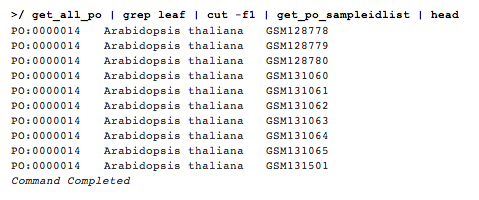 >/ get_all_po | grep leaf | cut -f1 | get_po_sampleidlist | head
PO:0000014 Arabidopsis thaliana GSM128778
PO:0000014 Arabidopsis thaliana GSM128779
PO:0000014 Arabidopsis thaliana GSM128780
PO:0000014 Arabidopsis thaliana GSM131060
PO:0000014 Arabidopsis thaliana GSM131061
PO:0000014 Arabidopsis thaliana GSM131062
PO:0000014 Arabidopsis thaliana GSM131063
PO:0000014 Arabidopsis thaliana GSM131064
PO:0000014 Arabidopsis thaliana GSM131065
PO:0000014 Arabidopsis thaliana GSM131501
Command Completed